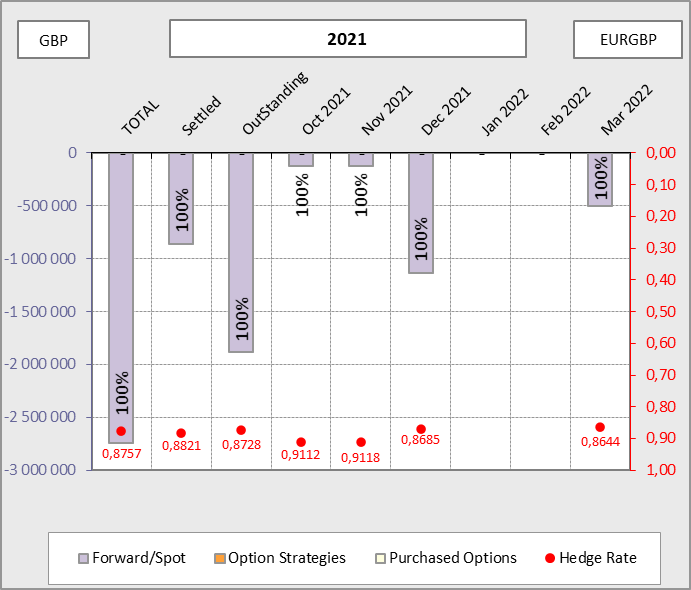 GBP
2021
EURGBP
TOTAL
Settled
OutStanding
Oct 2021
Nov 2021
Dec 2021
Jan 2022
Feb 2022
Mar 2022
0
-500 000
-1 000 000
-1 500 000
-2 000 000
-2 500 000
-3 000 000
100%
100%
100%
100%
100%
100%
100%
0,8757
0,8821
0,8728
0,9112
0,9118
0,8685
0,8644
0,00
0,10
0,20
0,30
0,40
0,50
0,60
0,70
0,80
0,90
1,00
Forward/Spot
Option Strategies
Purchased Options
Hedge Rate